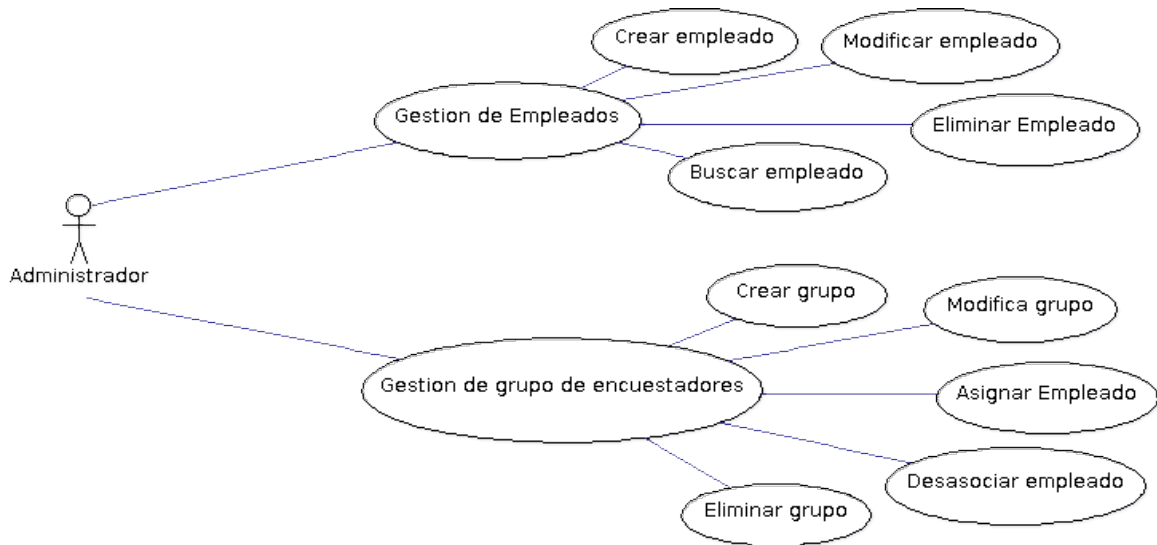 Crear empleado
Modificar empleado
Gestion de Empleados
Eliminar Empleado
Buscar empleado
Administrador
Crear grupo
Modifica grupo
Gestion de grupo de encuestadores
Asignar Empleado
Desasociar empleado
Eliminar grupo